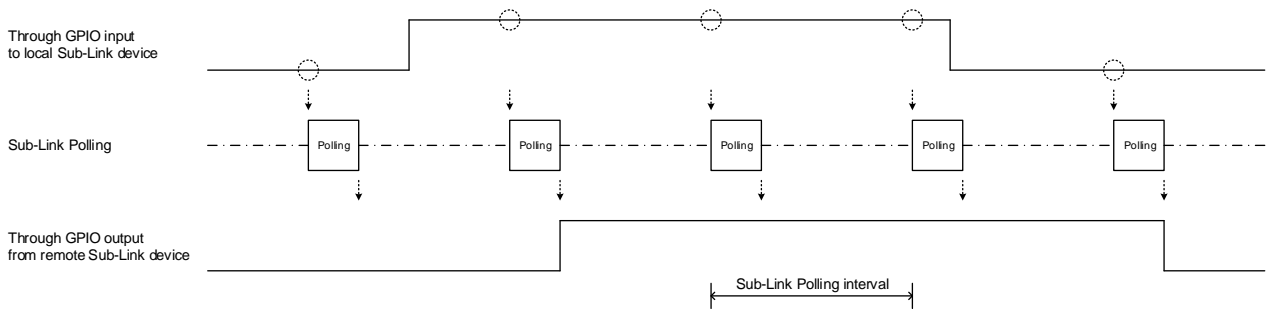 Through GPIO input
to local Sub-Link device
Sub-Link Polling
Polling
Polling
Polling
Polling
Polling
Through GPIO output
from remote Sub-Link device
Sub-Link Polling interval